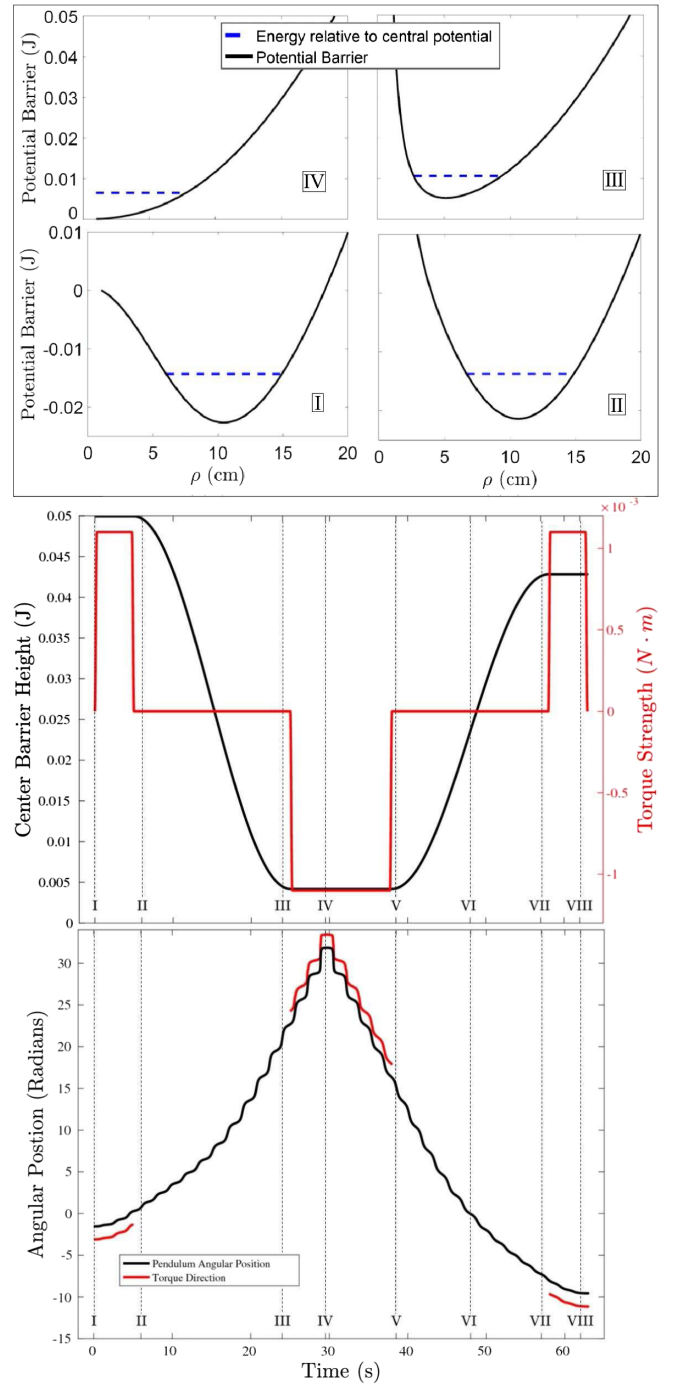 Energy relative to central potential
Potential Barrier
Potential Barrier (J)
0.05
0.04
0.03
0.02
0.01
0
IV
III
Potential Barrier (J)
0.01
0
-0.01
-0.02
I
II
0 5 10 15 20
0 5 10 15 20
ρ (cm)
ρ (cm)
Center Barrier Height (J)
0.05
0.045
0.04
0.035
0.03
0.025
0.02
0.015
0.01
0.005
0
×10⁻³
1
0.5
0
-0.5
-1
Torque Strength (N · m)
I II III IV V VI VII VIII
Angular Postion (Radians)
30
25
20
15
10
5
0
-5
-10
-15
Pendulum Angular Position
Torque Direction
I II III IV V VI VII VIII
0 10 20 30 40 50 60
Time (s)